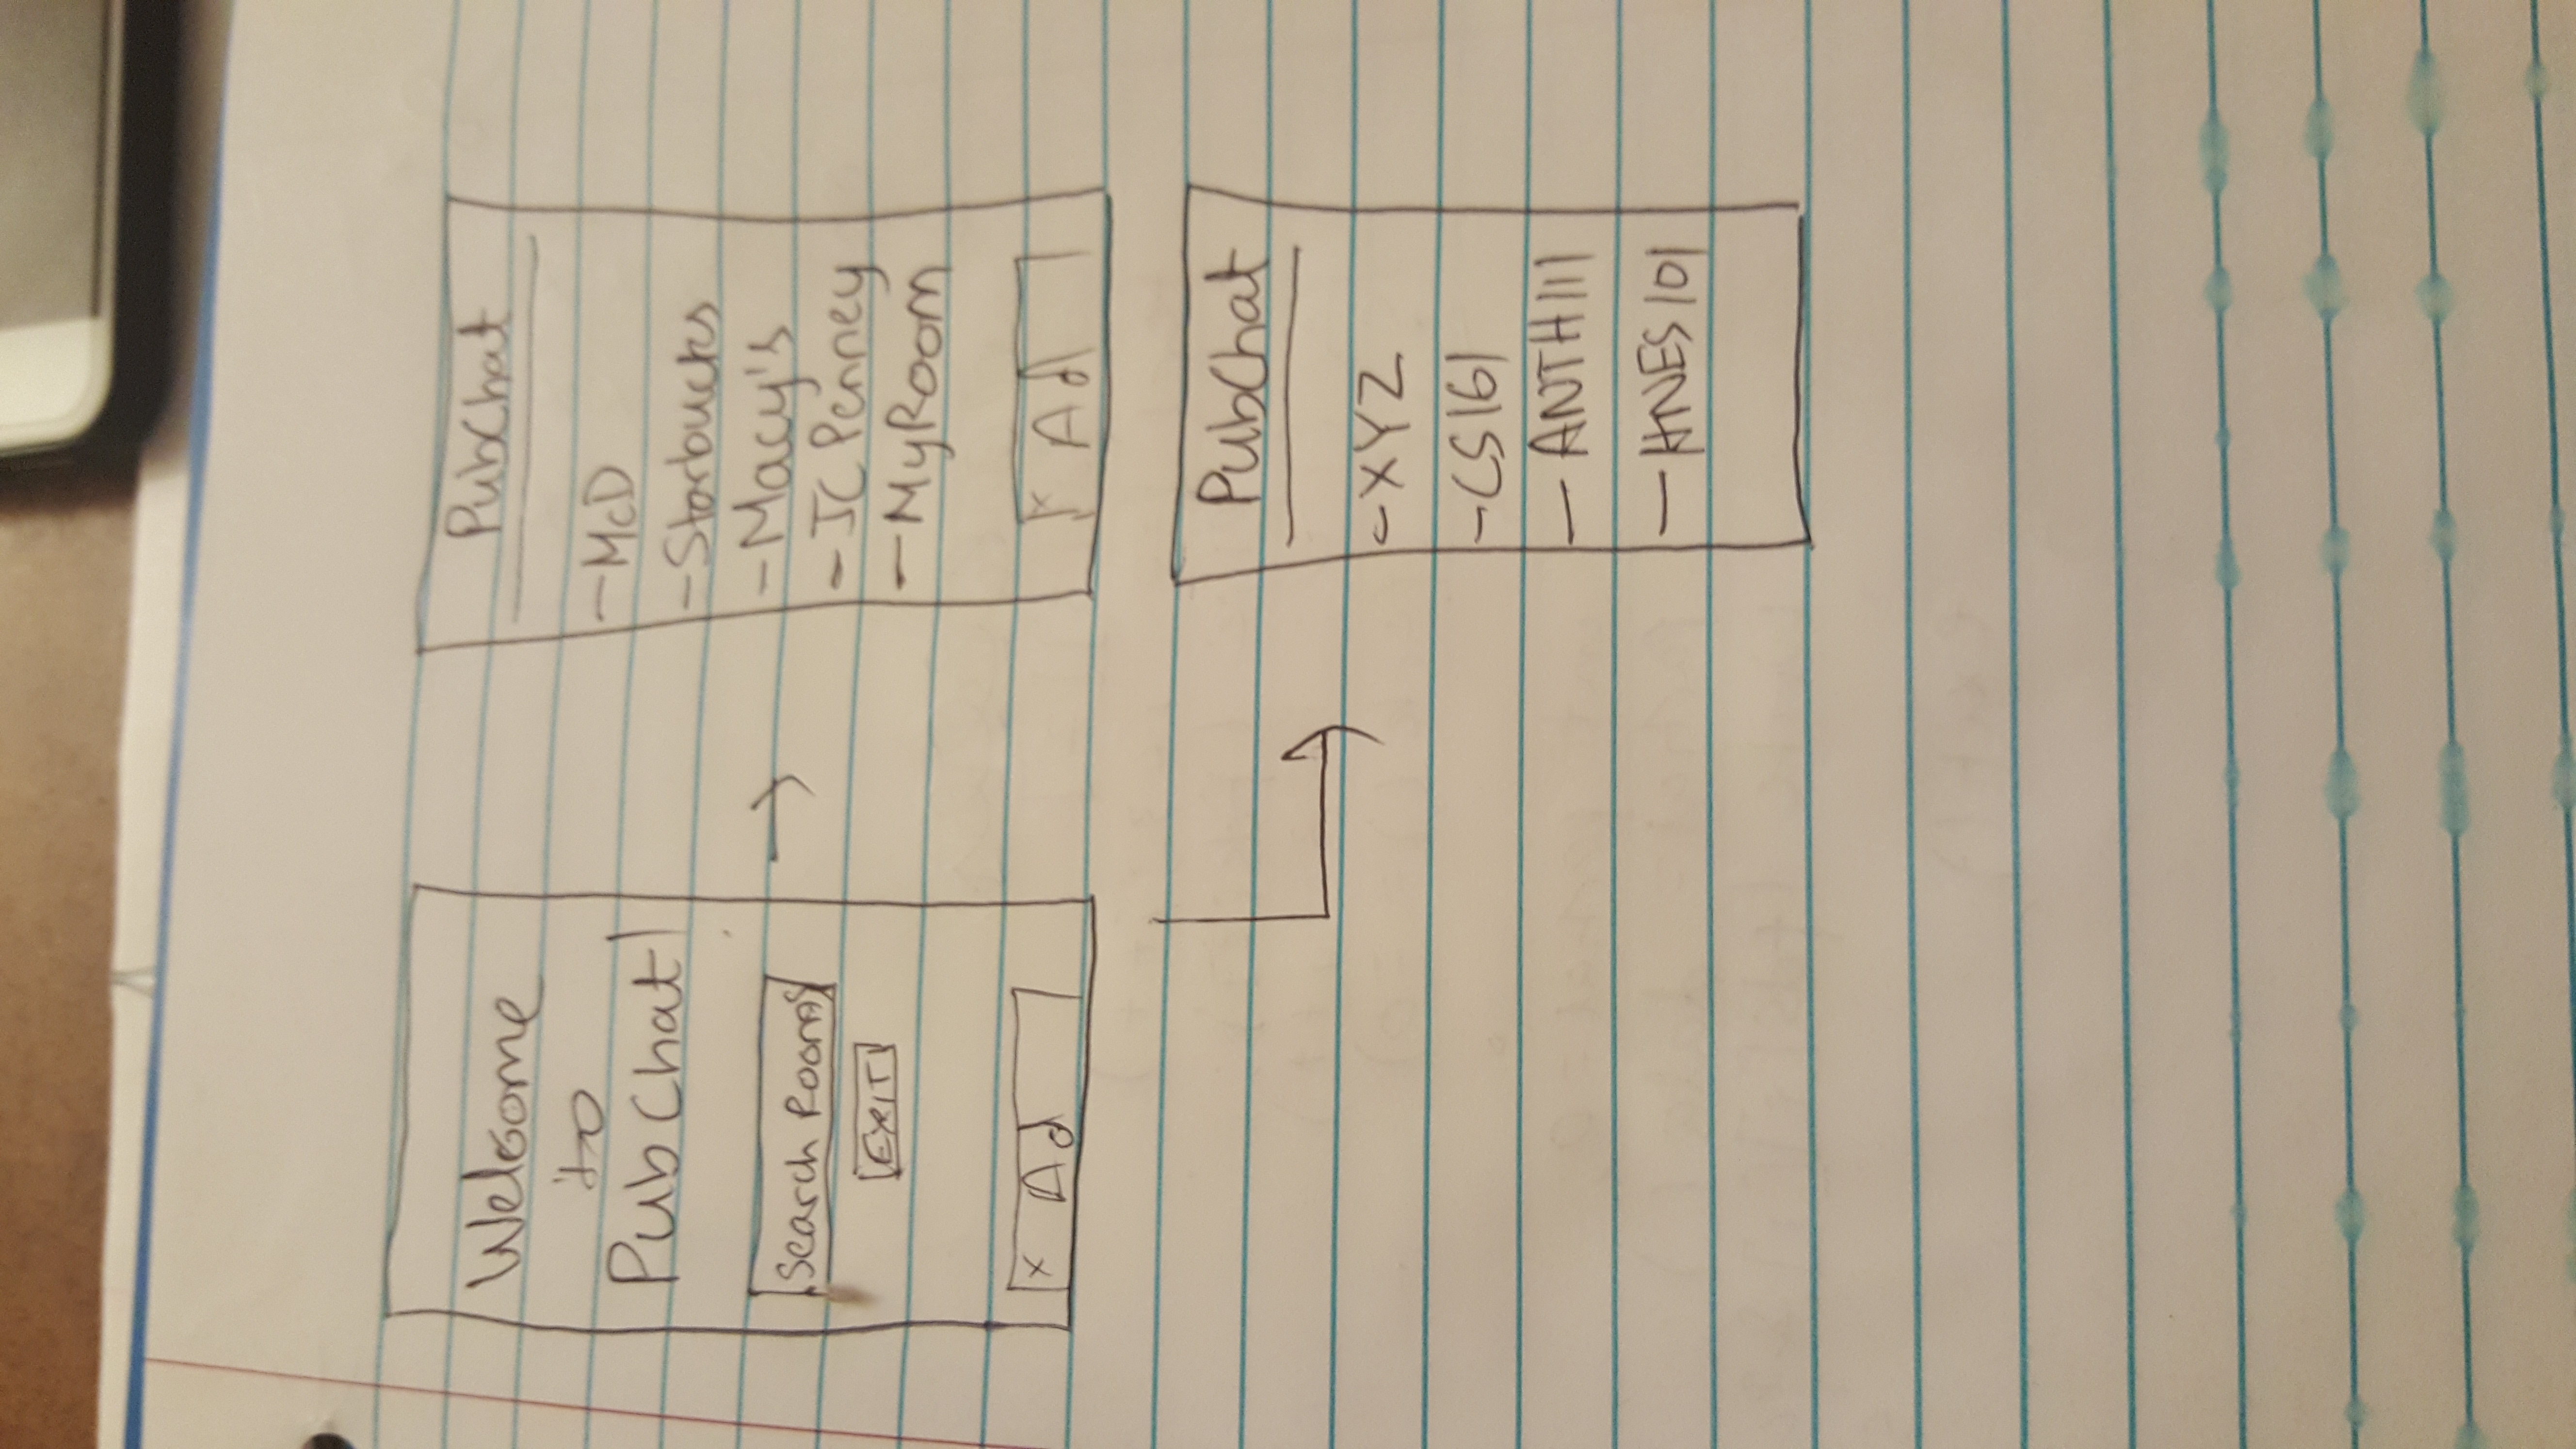 Welcome
to
PubChat!
Search Rooms
EXIT
x Ad
PubChat
- McD
- Starbucks
- Macy's
- JC Penney
- MyRoom
x Ad
PubChat
- XYZ
- CS161
- ANTH111
- HNES101